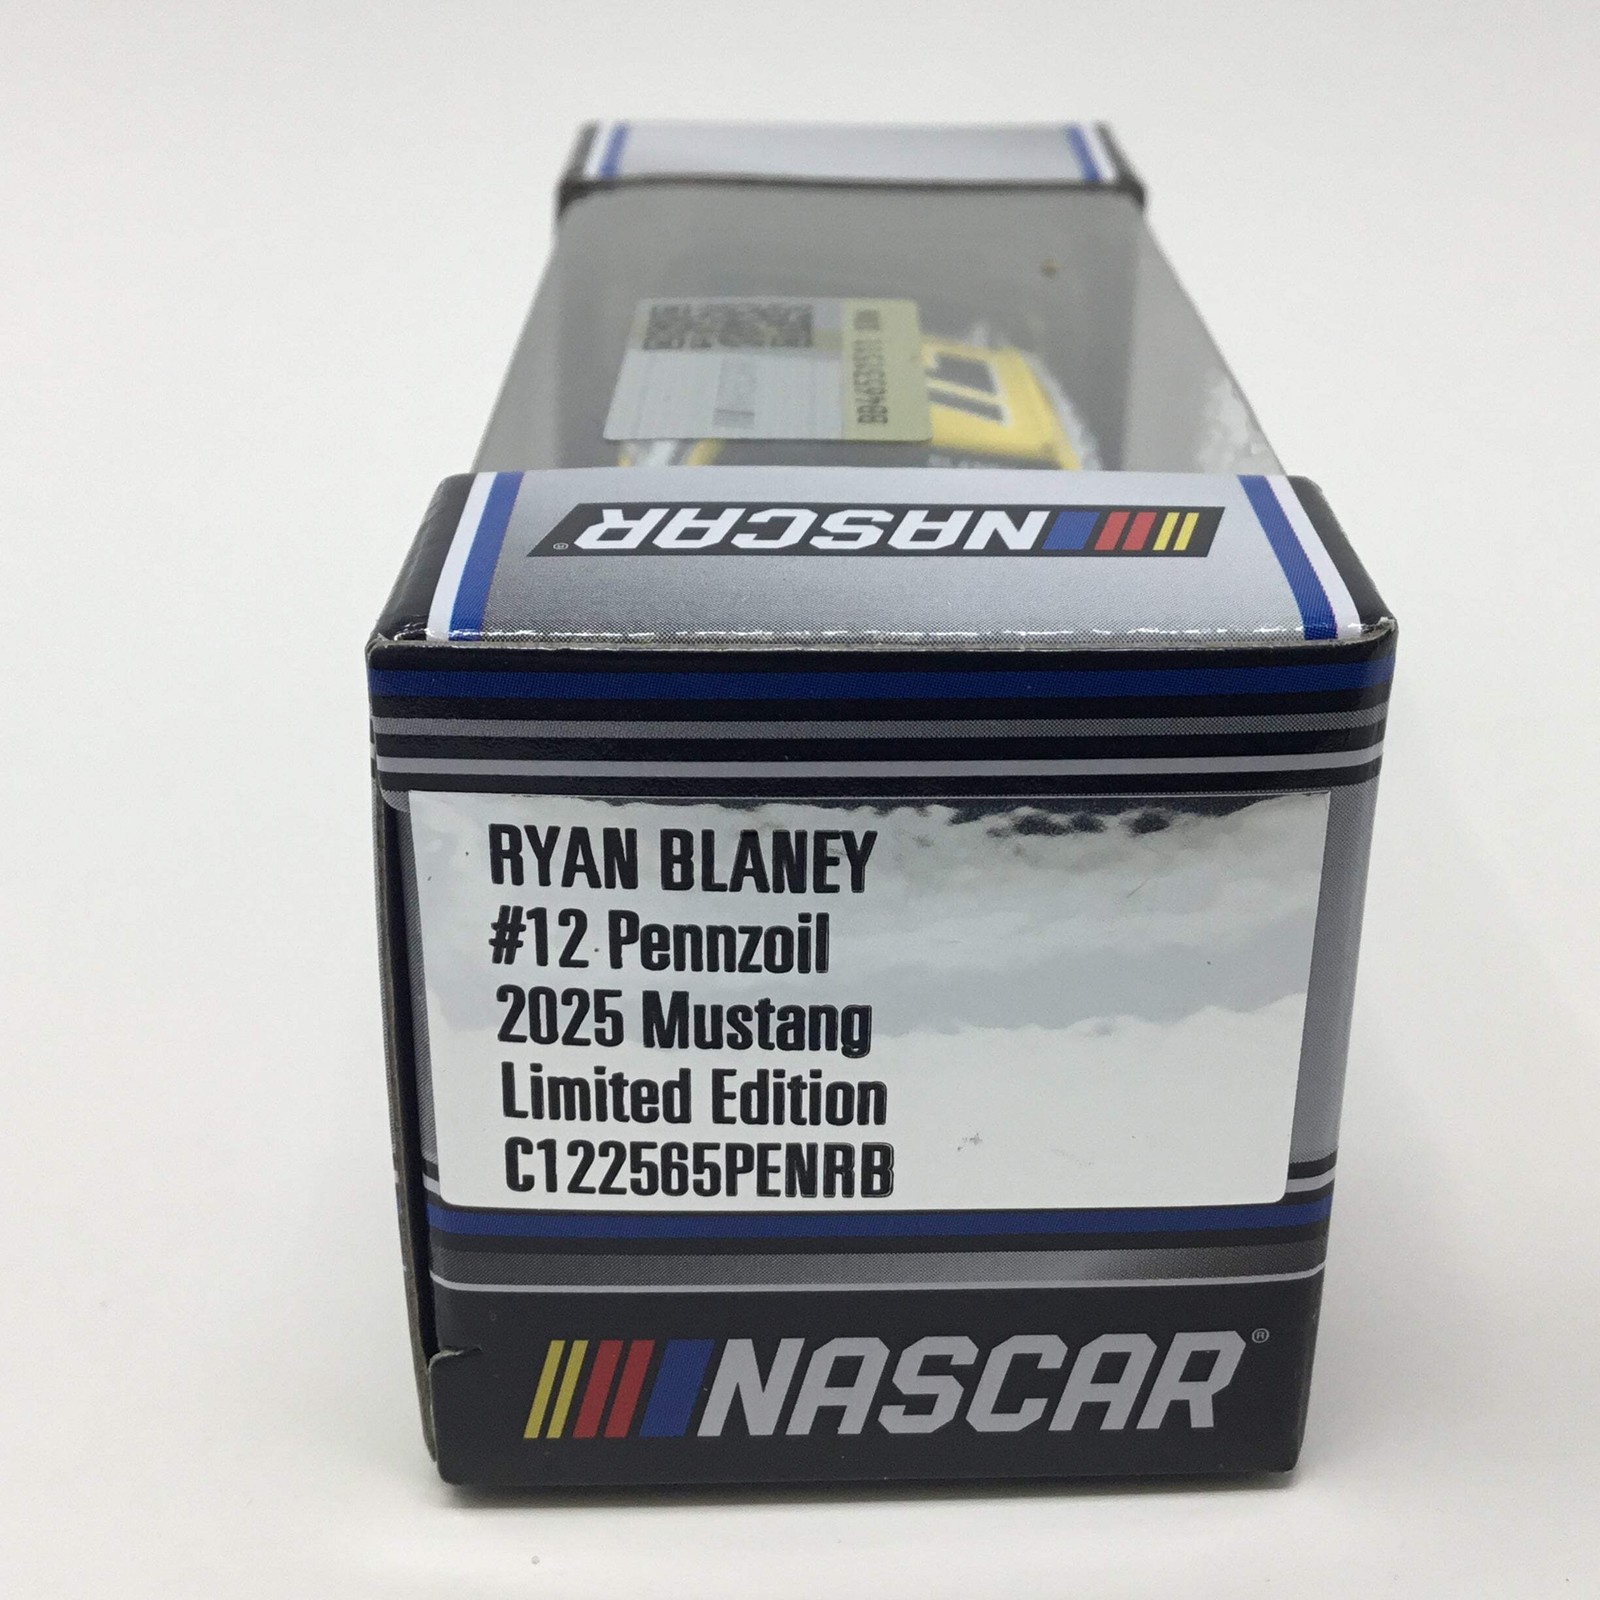 NASCAR®
RYAN BLANEY
#12 Pennzoil
2025 Mustang
Limited Edition
C122565PENRB
NASCAR®